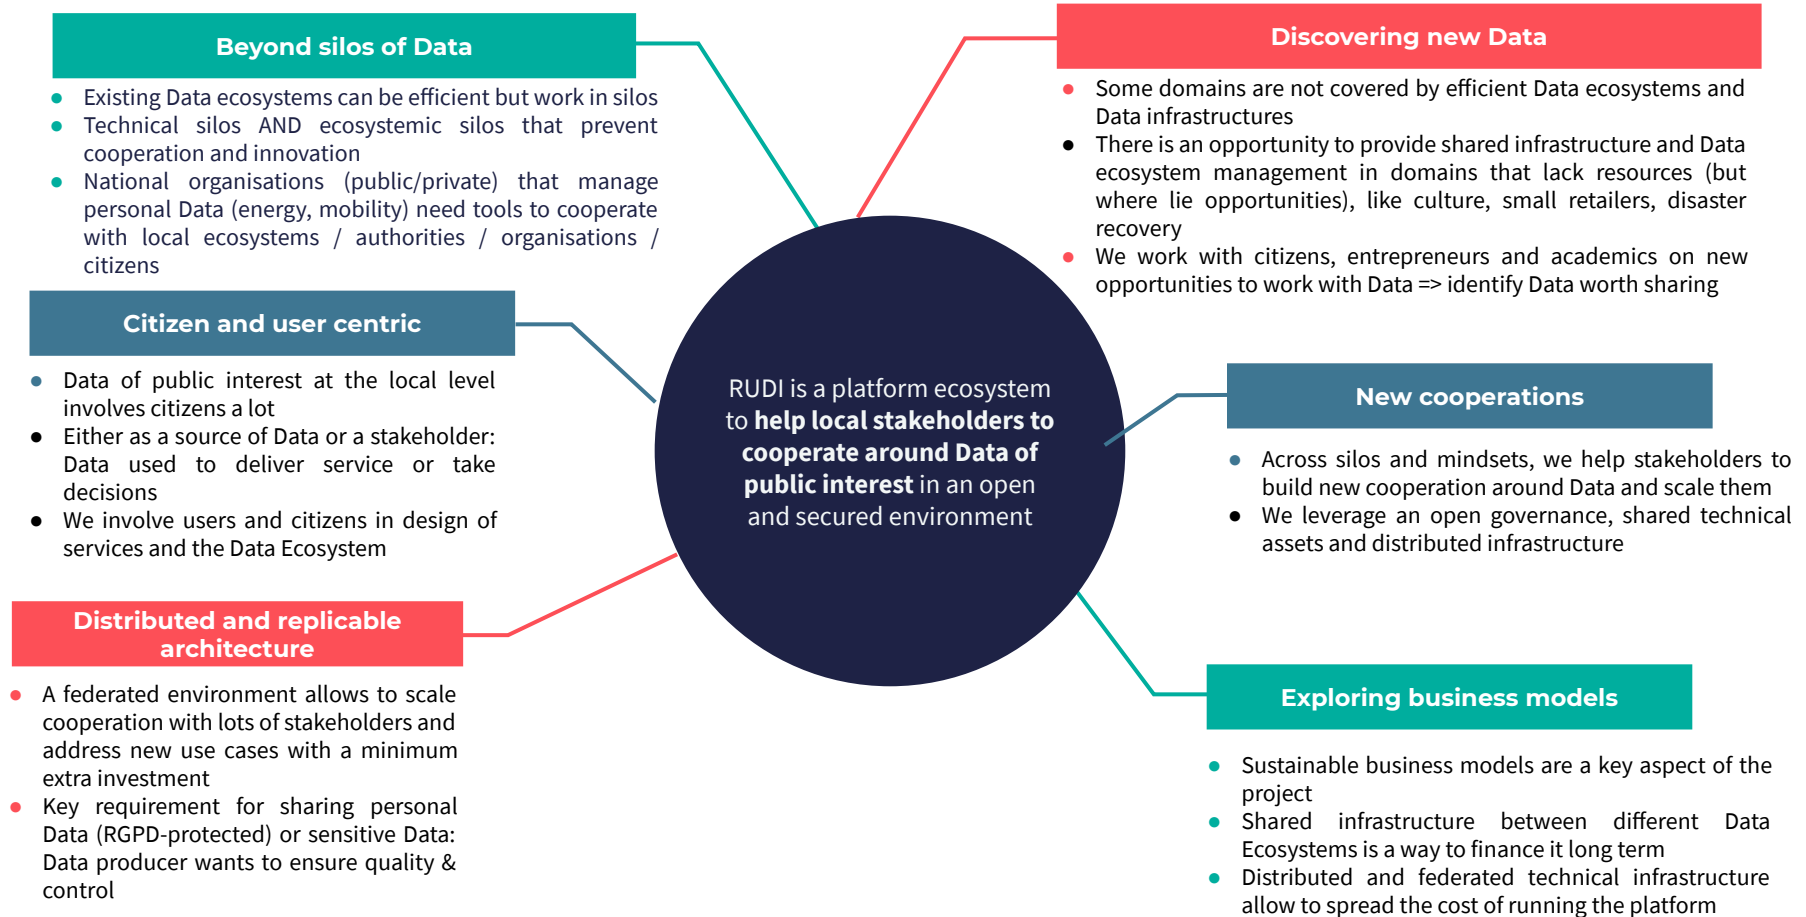 Beyond silos of Data
Existing Data ecosystems can be efficient but work in silos
Technical silos AND ecosystemic silos that prevent
cooperation and innovation
National organisations (public/private) that manage
personal Data (energy, mobility) need tools to cooperate
with local ecosystems / authorities / organisations /
citizens
Citizen and user centric
Data of public interest at the local level
involves citizens a lot
Either as a source of Data or a stakeholder:
Data used to deliver service or take
decisions
We involve users and citizens in design of
services and the Data Ecosystem
Distributed and replicable
architecture
A federated environment allows to scale
cooperation with lots of stakeholders and
address new use cases with a minimum
extra investment
Key requirement for sharing personal
Data (RGPD-protected) or sensitive Data:
Data producer wants to ensure quality &
control
RUDI is a platform ecosystem
to help local stakeholders to
cooperate around Data of
public interest in an open
and secured environment
Discovering new Data
Some domains are not covered by efficient Data ecosystems and
Data infrastructures
There is an opportunity to provide shared infrastructure and Data
ecosystem management in domains that lack resources (but
where lie opportunities), like culture, small retailers, disaster
recovery
We work with citizens, entrepreneurs and academics on new
opportunities to work with Data => identify Data worth sharing
New cooperations
Across silos and mindsets, we help stakeholders to
build new cooperation around Data and scale them
We leverage an open governance, shared technical
assets and distributed infrastructure
Exploring business models
Sustainable business models are a key aspect of the
project
Shared infrastructure between different Data
Ecosystems is a way to finance it long term
Distributed and federated technical infrastructure
allow to spread the cost of running the platform